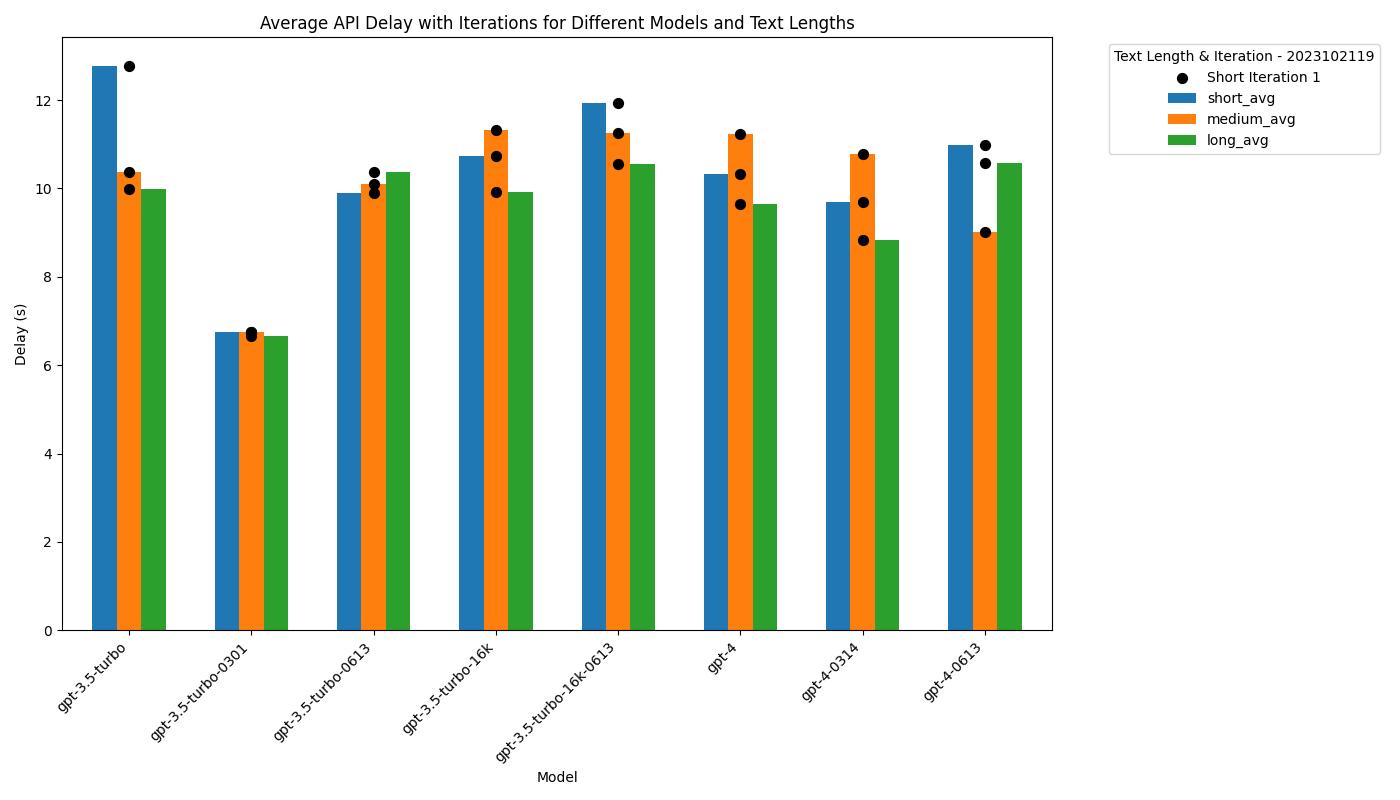 Average API Delay with Iterations for Different Models and Text Lengths
Text Length & Iteration - 2023102119
Short Iteration 1
short_avg
medium_avg
long_avg
Delay (s)
12
10
8
6
4
2
0
gpt-3.5-turbo
gpt-3.5-turbo-0301
gpt-3.5-turbo-0613
gpt-3.5-turbo-16k
gpt-3.5-turbo-16k-0613
gpt-4
gpt-4-0314
gpt-4-0613
Model